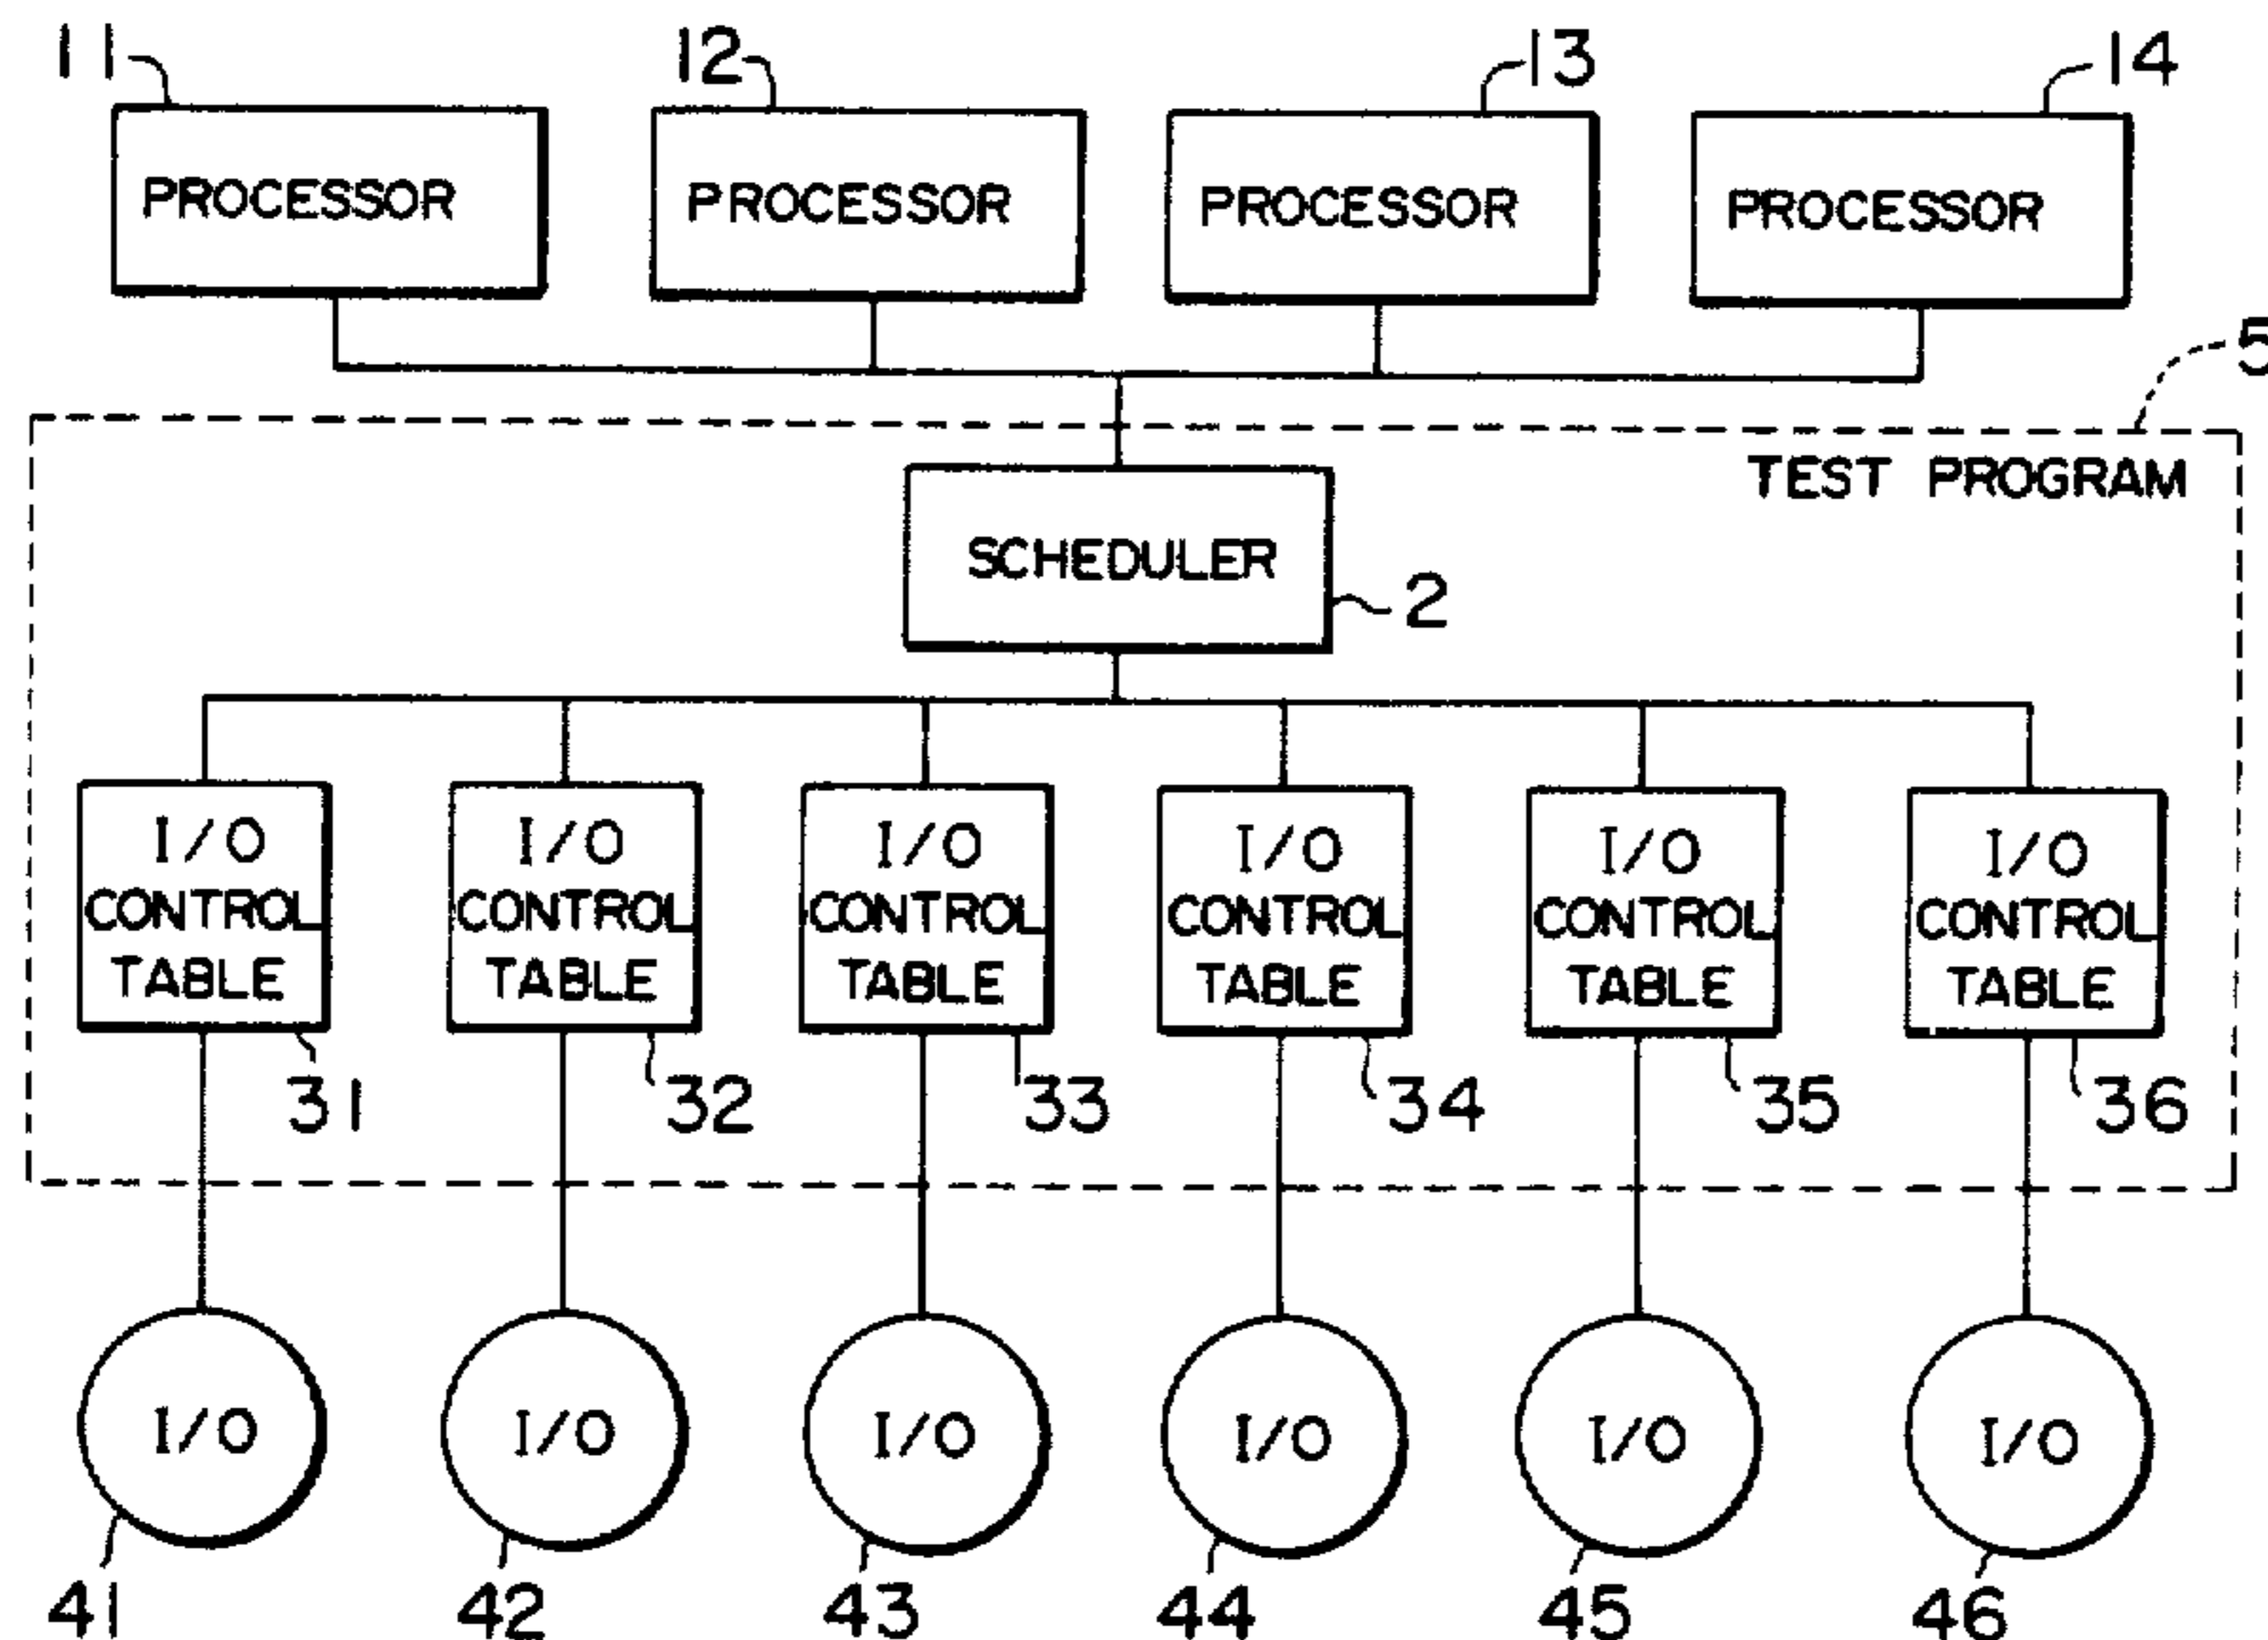 11 12 13 14
PROCESSOR PROCESSOR PROCESSOR PROCESSOR
5
TEST PROGRAM
SCHEDULER
2
I/O CONTROL TABLE
I/O CONTROL TABLE
I/O CONTROL TABLE
I/O CONTROL TABLE
I/O CONTROL TABLE
I/O CONTROL TABLE
31 32 33 34 35 36
I/O I/O I/O I/O I/O I/O
41 42 43 44 45 46